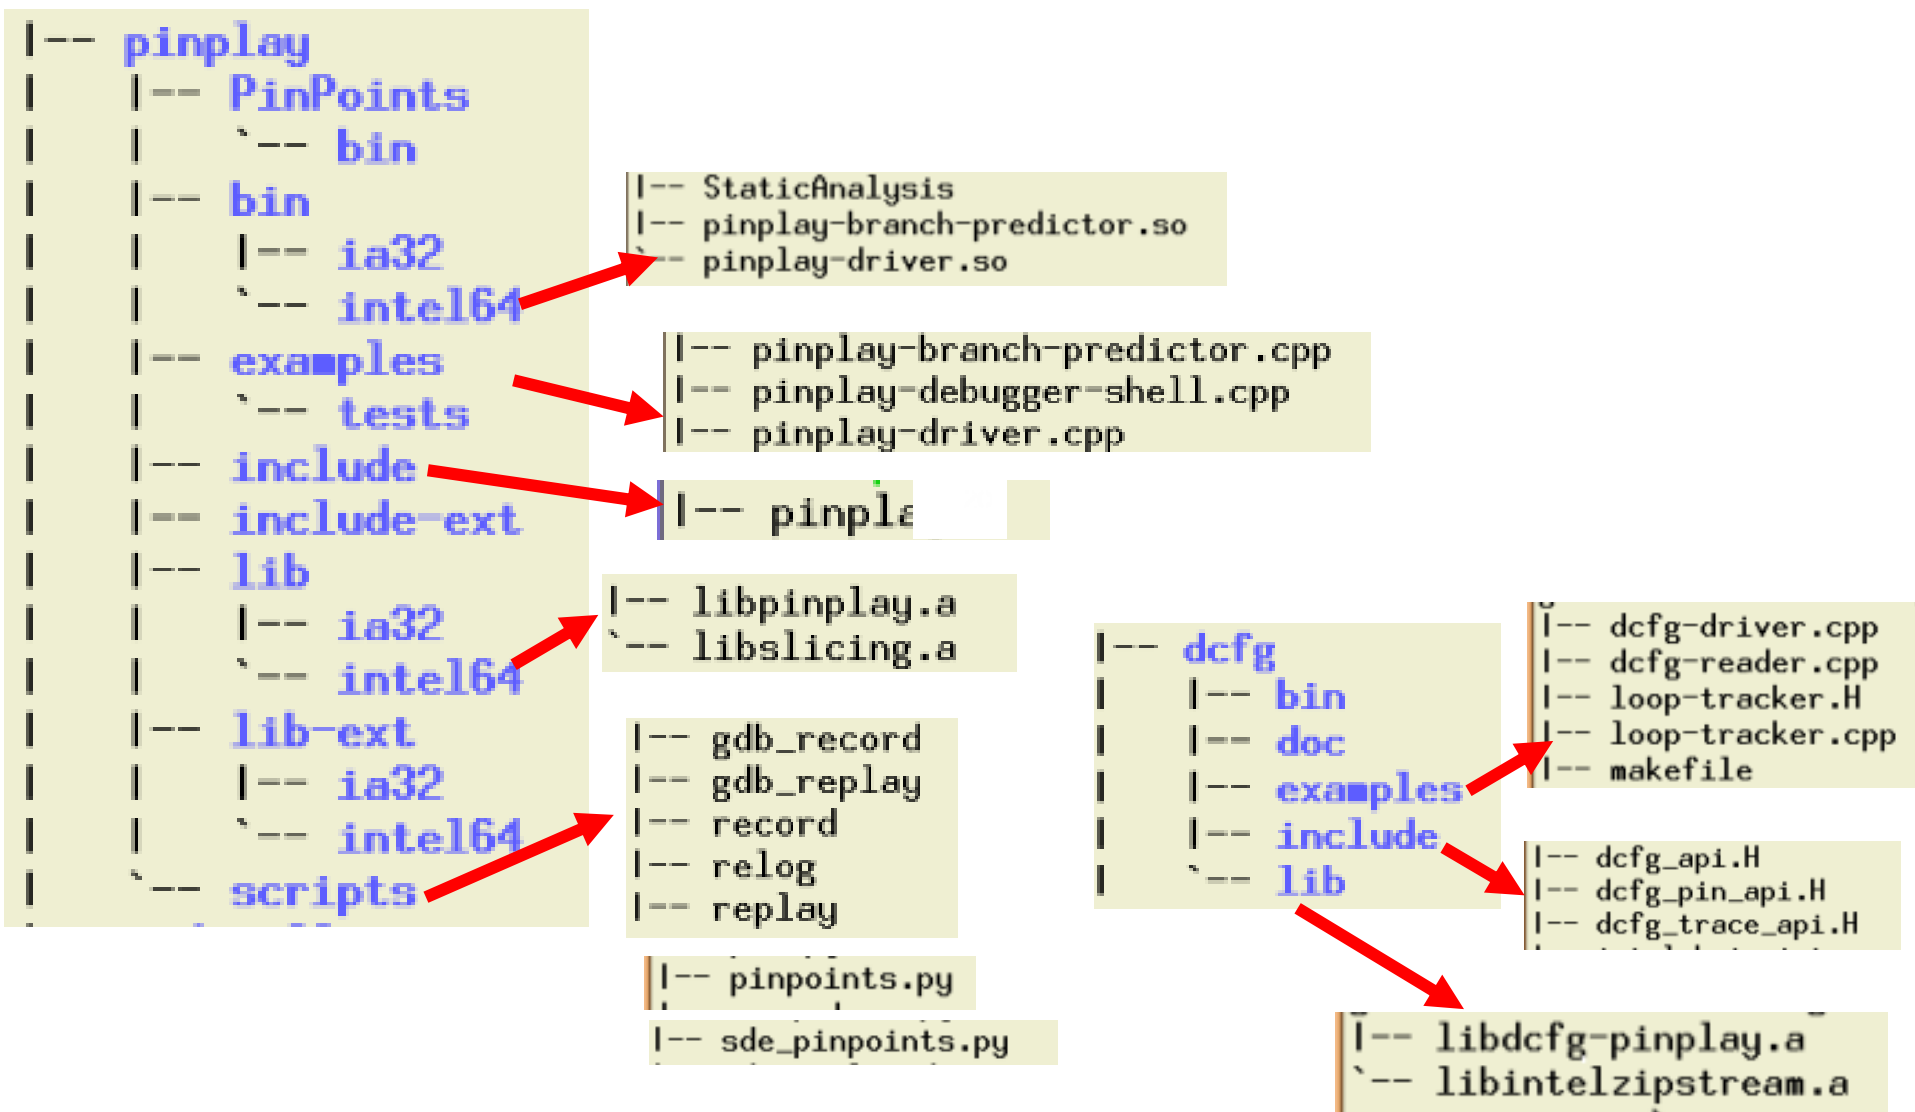 |-- pinplay
| |-- PinPoints
| | `-- bin
| |-- bin
| | |-- ia32
| | `-- intel64
| |-- examples
| | `-- tests
| |-- include
| |-- include-ext
| |-- lib
| | |-- ia32
| | `-- intel64
| |-- lib-ext
| | |-- ia32
| | `-- intel64
| `-- scripts
|-- StaticAnalysis
|-- pinplay-branch-predictor.so
`-- pinplay-driver.so
|-- pinplay-branch-predictor.cpp
|-- pinplay-debugger-shell.cpp
|-- pinplay-driver.cpp
|-- pinpla
|-- libpinplay.a
`-- libslicing.a
|-- gdb_record
|-- gdb_replay
|-- record
|-- relog
|-- replay
|-- pinpoints.py
|-- sde_pinpoints.py
|-- dcfg
| |-- bin
| |-- doc
| |-- examples
| |-- include
| `-- lib
|-- dcfg-driver.cpp
|-- dcfg-reader.cpp
|-- loop-tracker.H
|-- loop-tracker.cpp
|-- makefile
|-- dcfg_api.H
|-- dcfg_pin_api.H
|-- dcfg_trace_api.H
|-- libdcfg-pinplay.a
`-- libintelzipstream.a